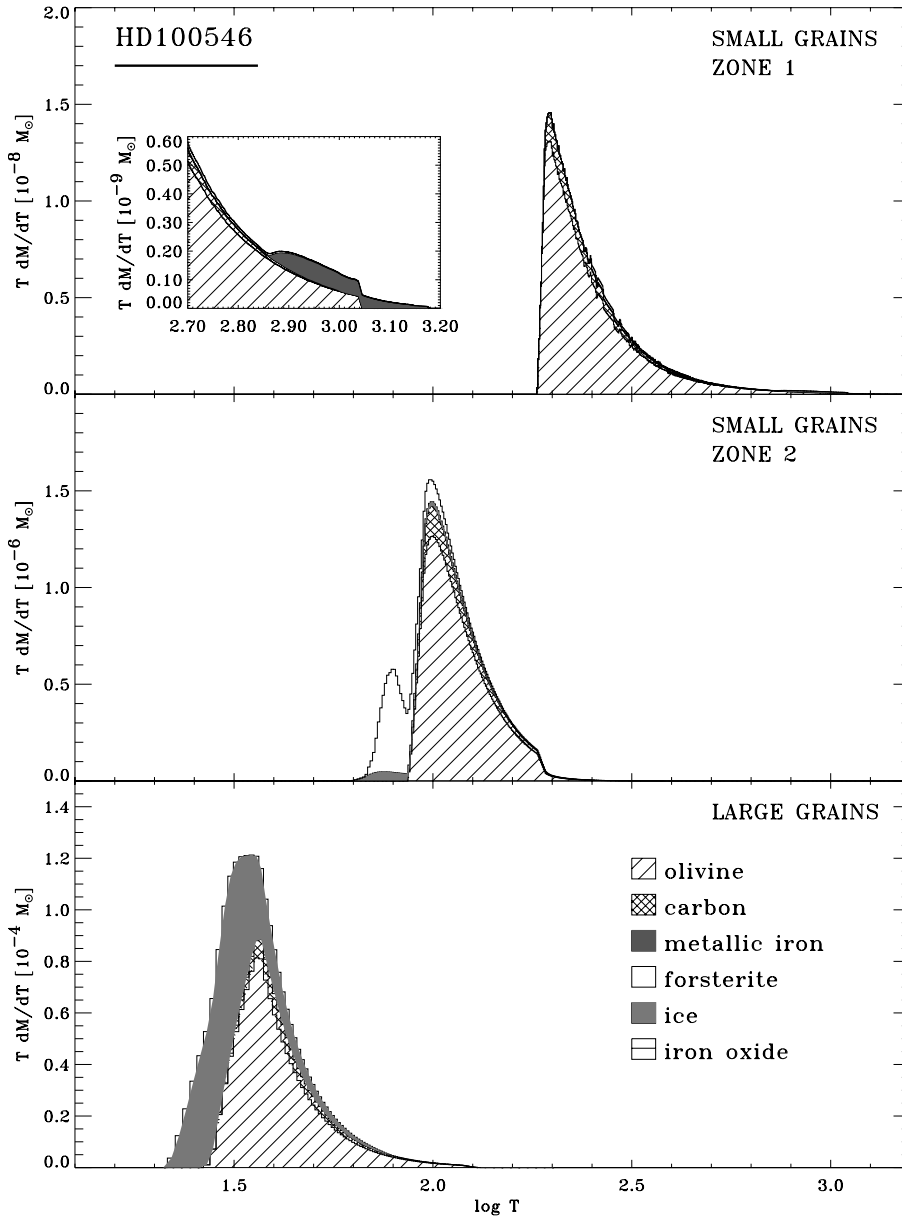 HD100546
SMALL GRAINS
ZONE 1
T dM/dT [10⁻⁸ M☉]
2.0
1.5
1.0
0.5
0.0
T dM/dT [10⁻⁹ M☉]
0.60
0.50
0.40
0.30
0.20
0.10
0.00
2.70 2.80 2.90 3.00 3.10 3.20
SMALL GRAINS
ZONE 2
T dM/dT [10⁻⁶ M☉]
1.5
1.0
0.5
0.0
LARGE GRAINS
T dM/dT [10⁻⁴ M☉]
1.4
1.2
1.0
0.8
0.6
0.4
0.2
0.0
olivine
carbon
metallic iron
forsterite
ice
iron oxide
1.5 2.0 2.5 3.0
log T